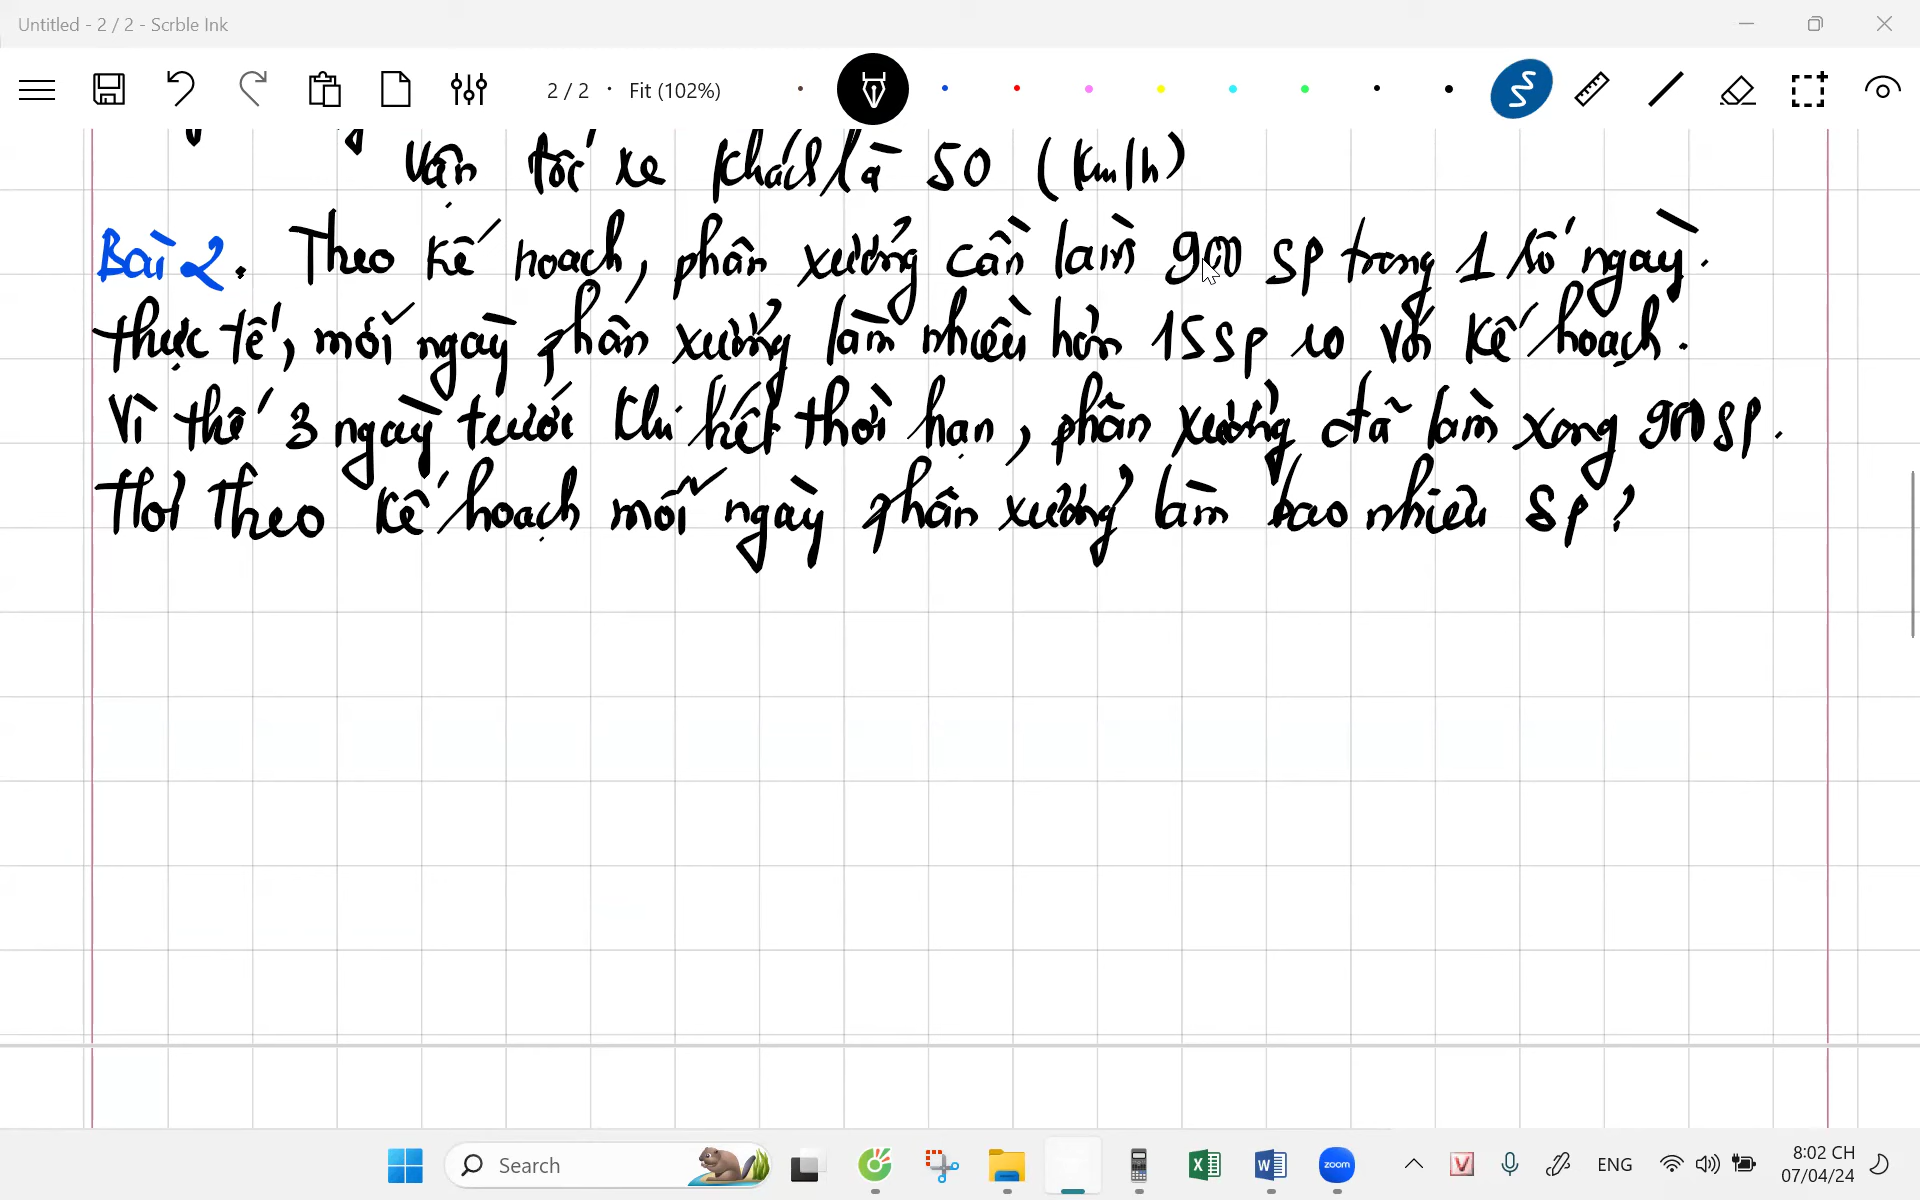 Untitled - 2 / 2 - Scrble Ink
2 / 2 · Fit (102%)
Vận tốc xe khách là 50 (km/h)
Bài 2. Theo kế hoạch, phân xưởng cần làm 900 sp trong 1 số ngày.
thực tế, mỗi ngày phân xưởng làm nhiều hơn 15 sp so với kế hoạch.
Vì thế 3 ngày trước khi hết thời hạn, phân xưởng đã làm xong 900 sp.
Hỏi theo kế hoạch mỗi ngày phân xưởng làm bao nhiêu sp?
Search
zoom
ENG
8:02 CH
07/04/24